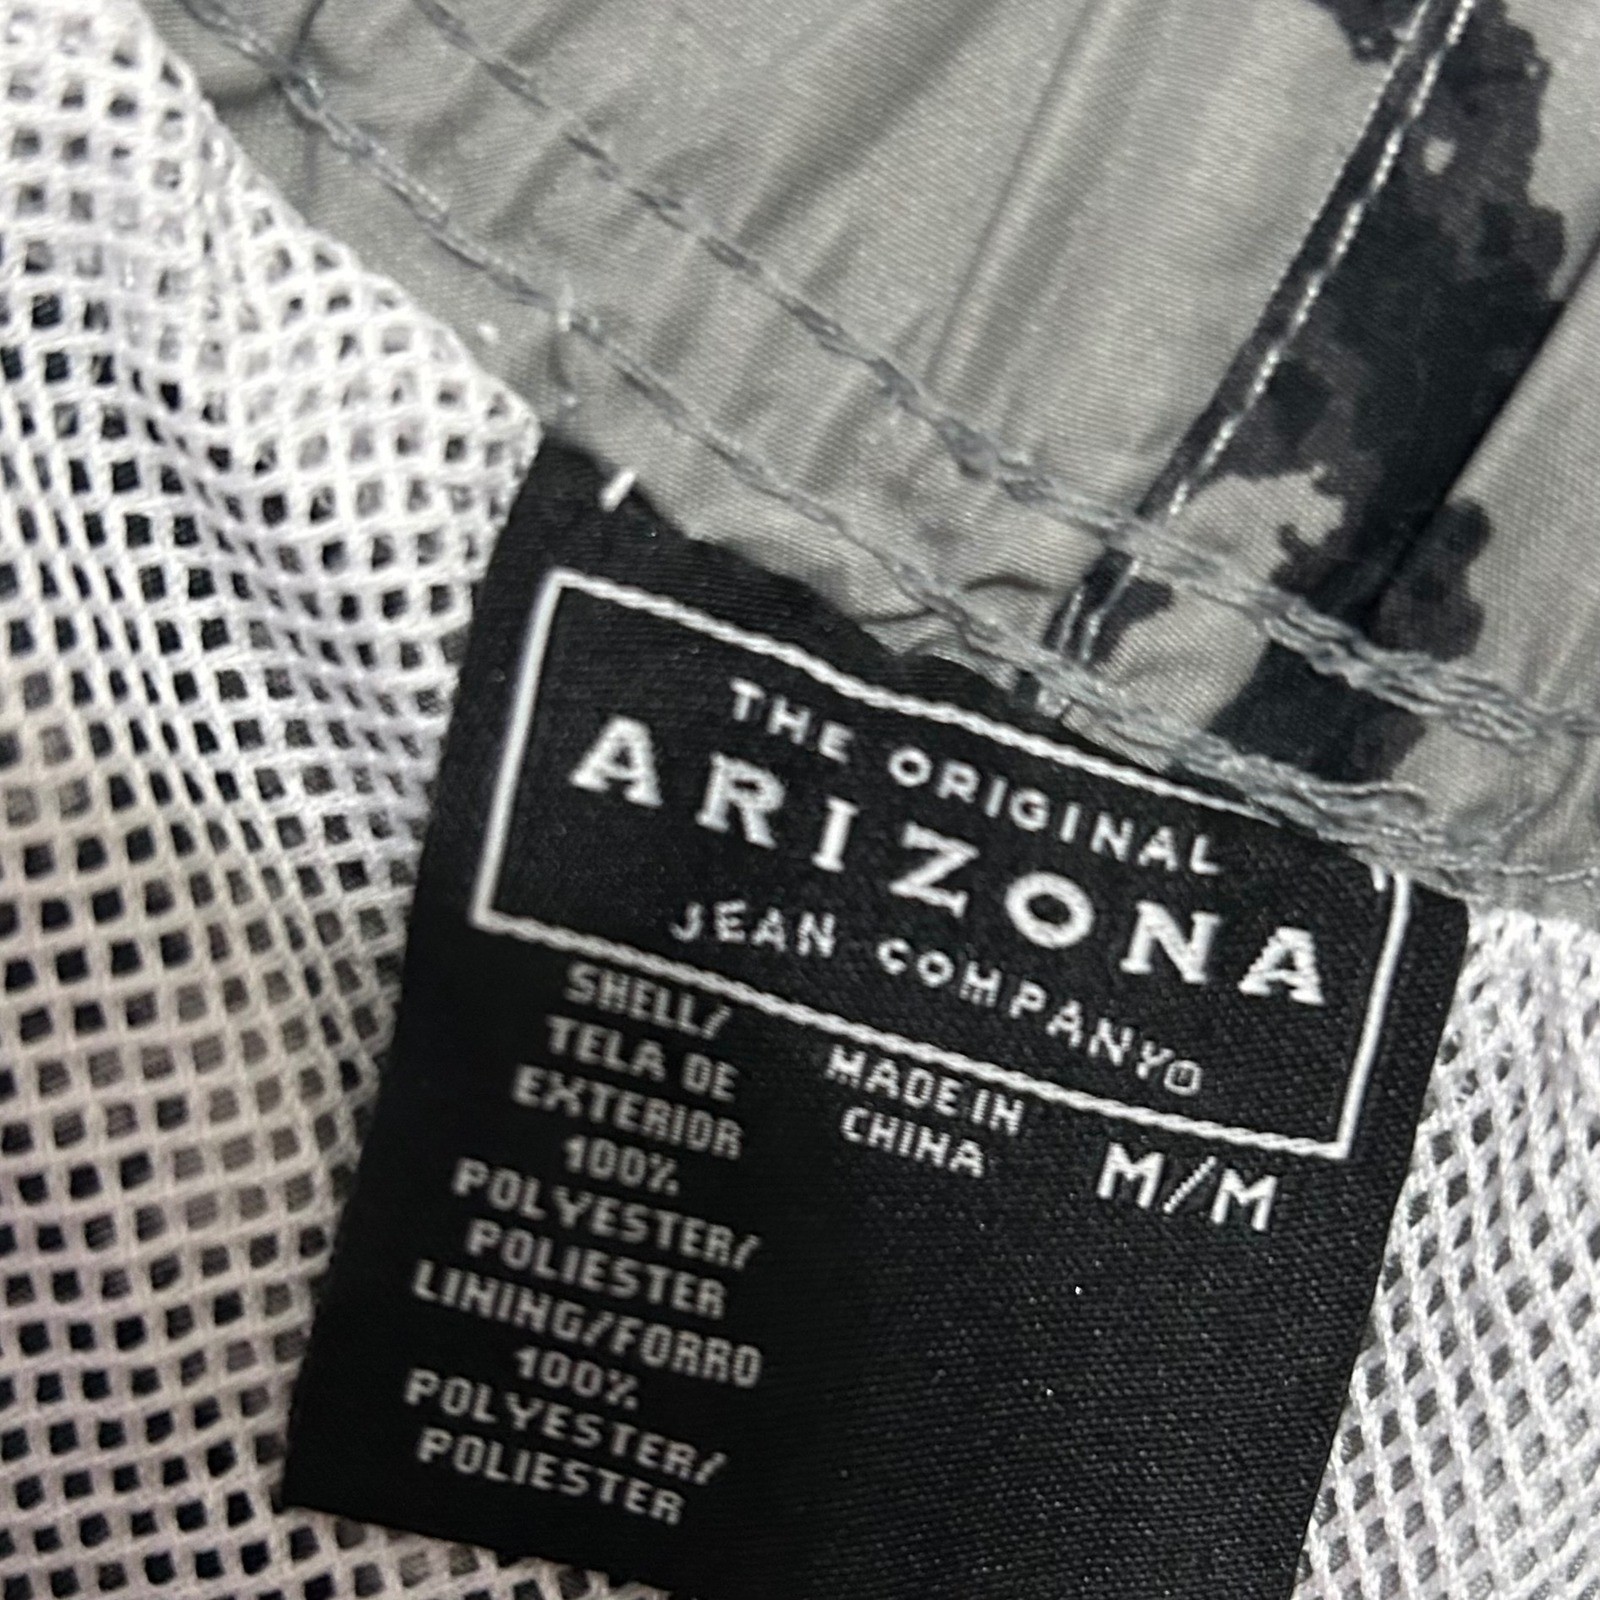 THE ORIGINAL
ARIZONA
JEAN COMPANY®
SHELL/
TELA DE
EXTERIOR
100%
POLYESTER/
POLIESTER
LINING/FORRO
100%
POLYESTER/
POLIESTER
MADE IN
CHINA
M/M